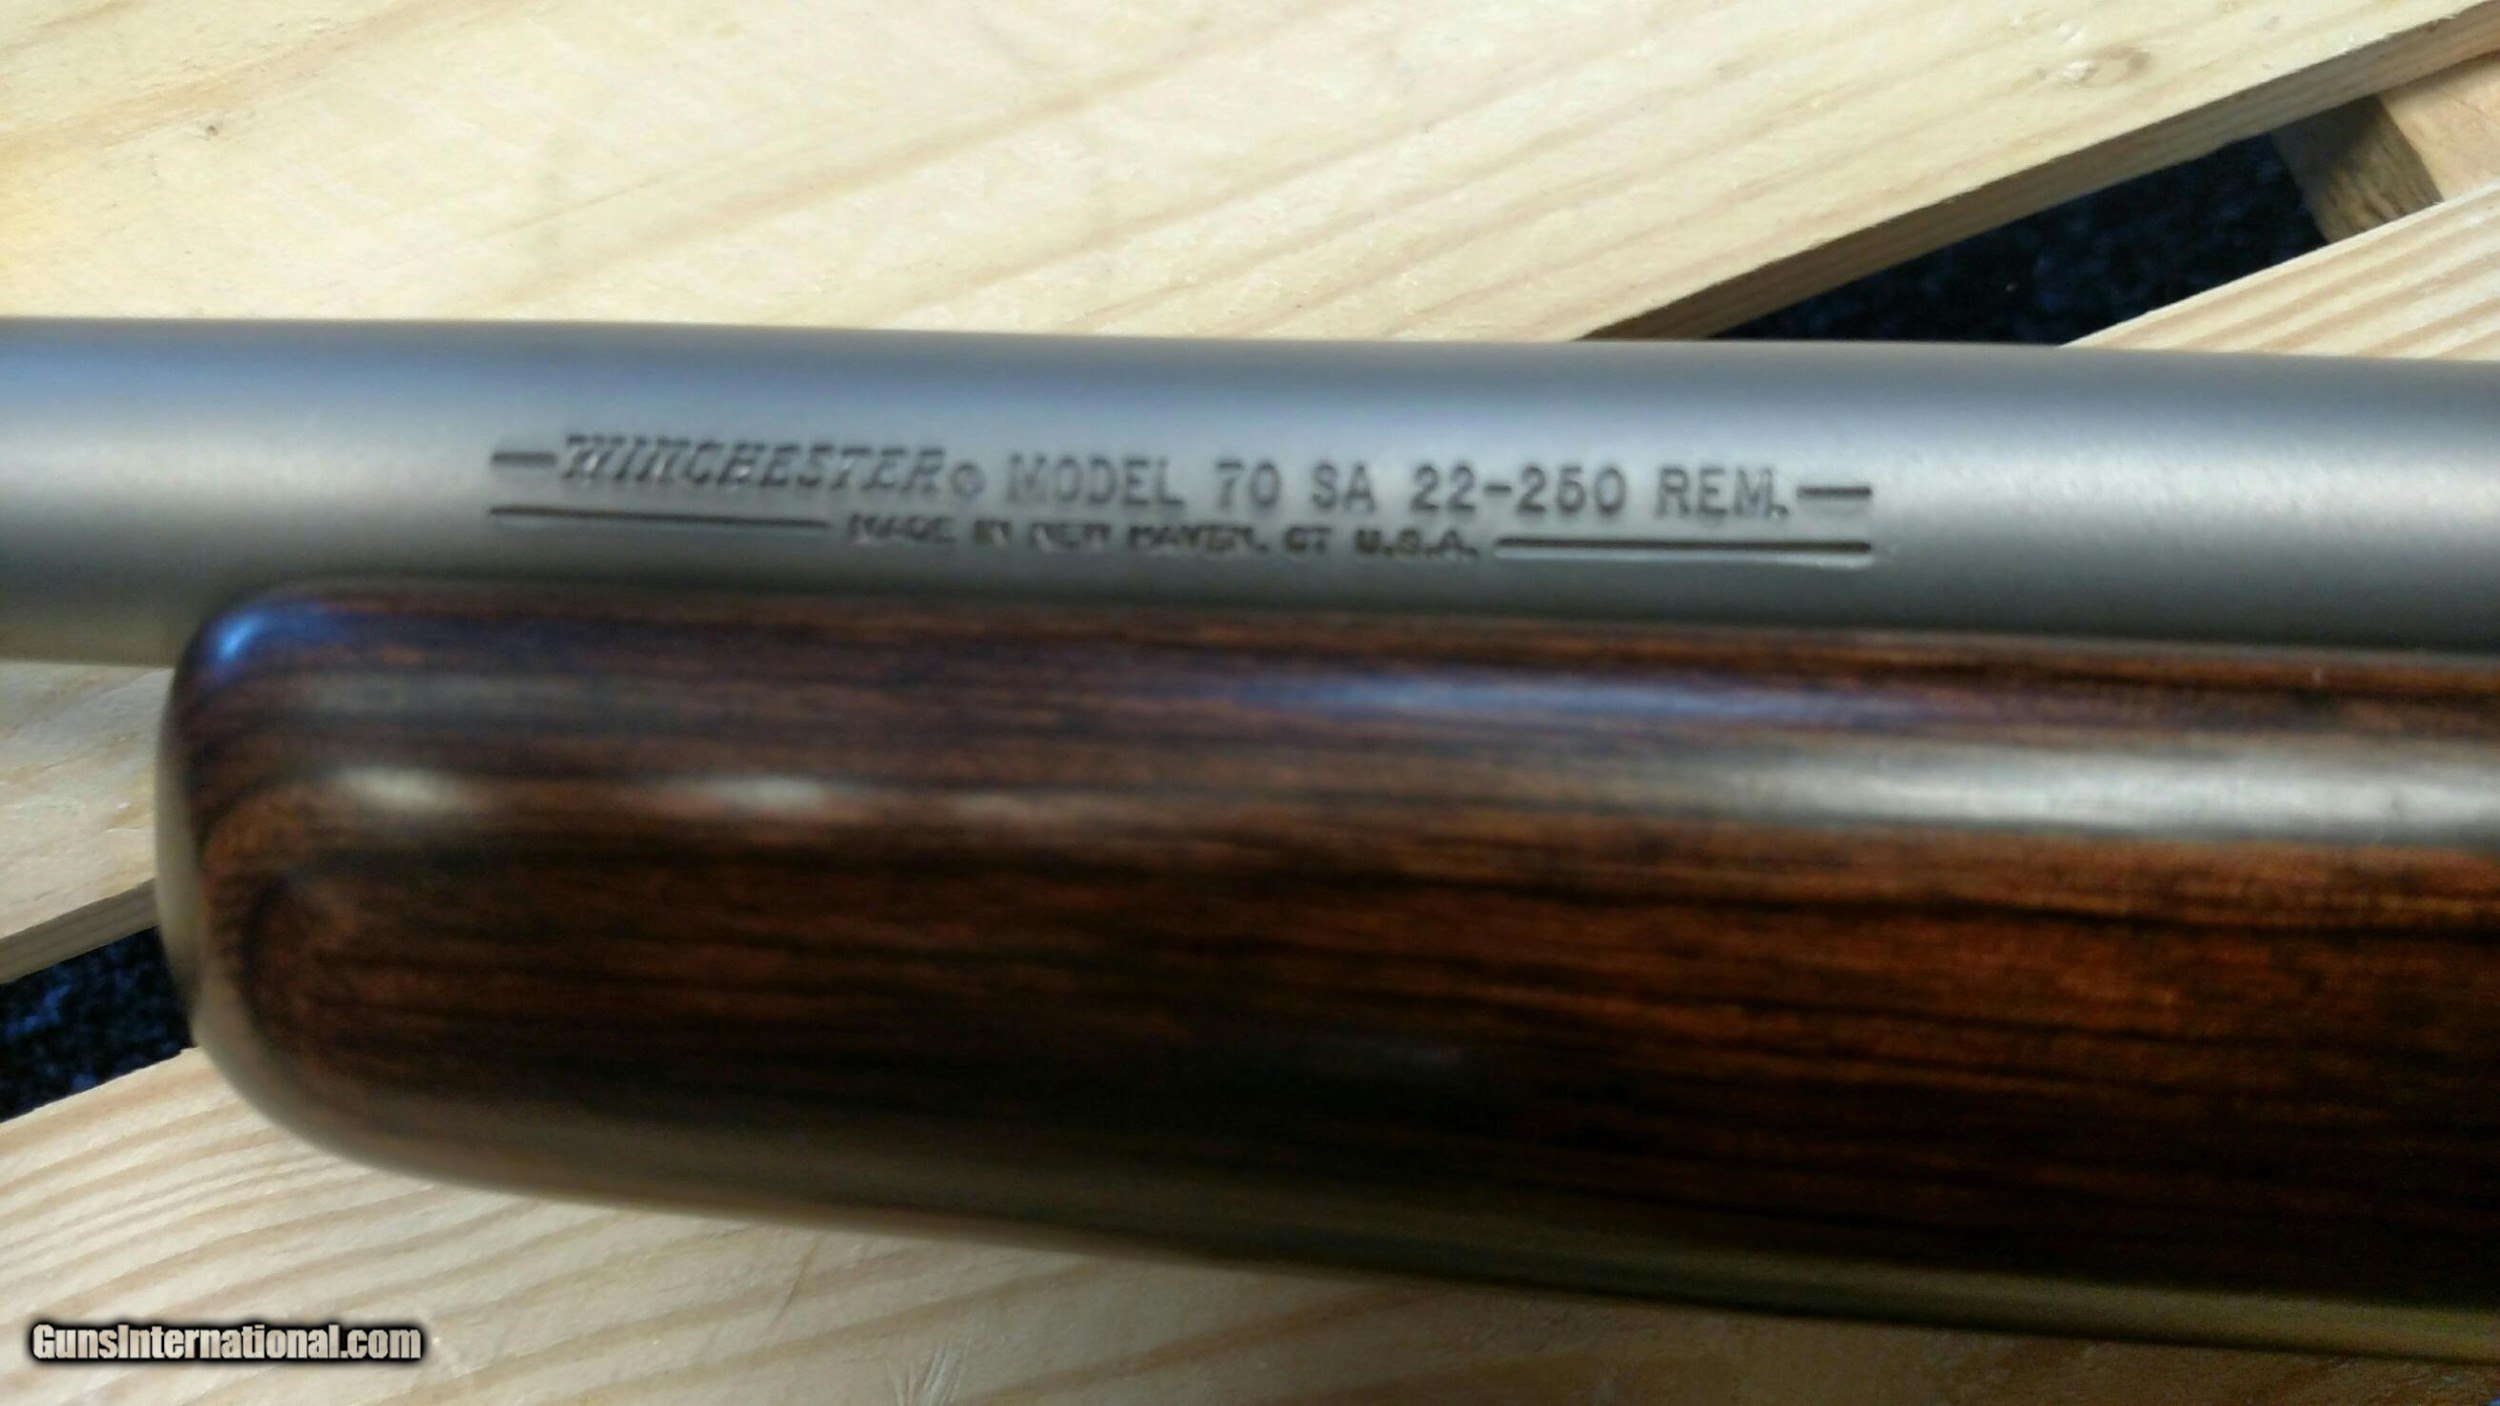 —WINCHESTER® MODEL 70 SA 22-250 REM.—
MADE IN NEW HAVEN, CT U.S.A.
GunsInternational.com